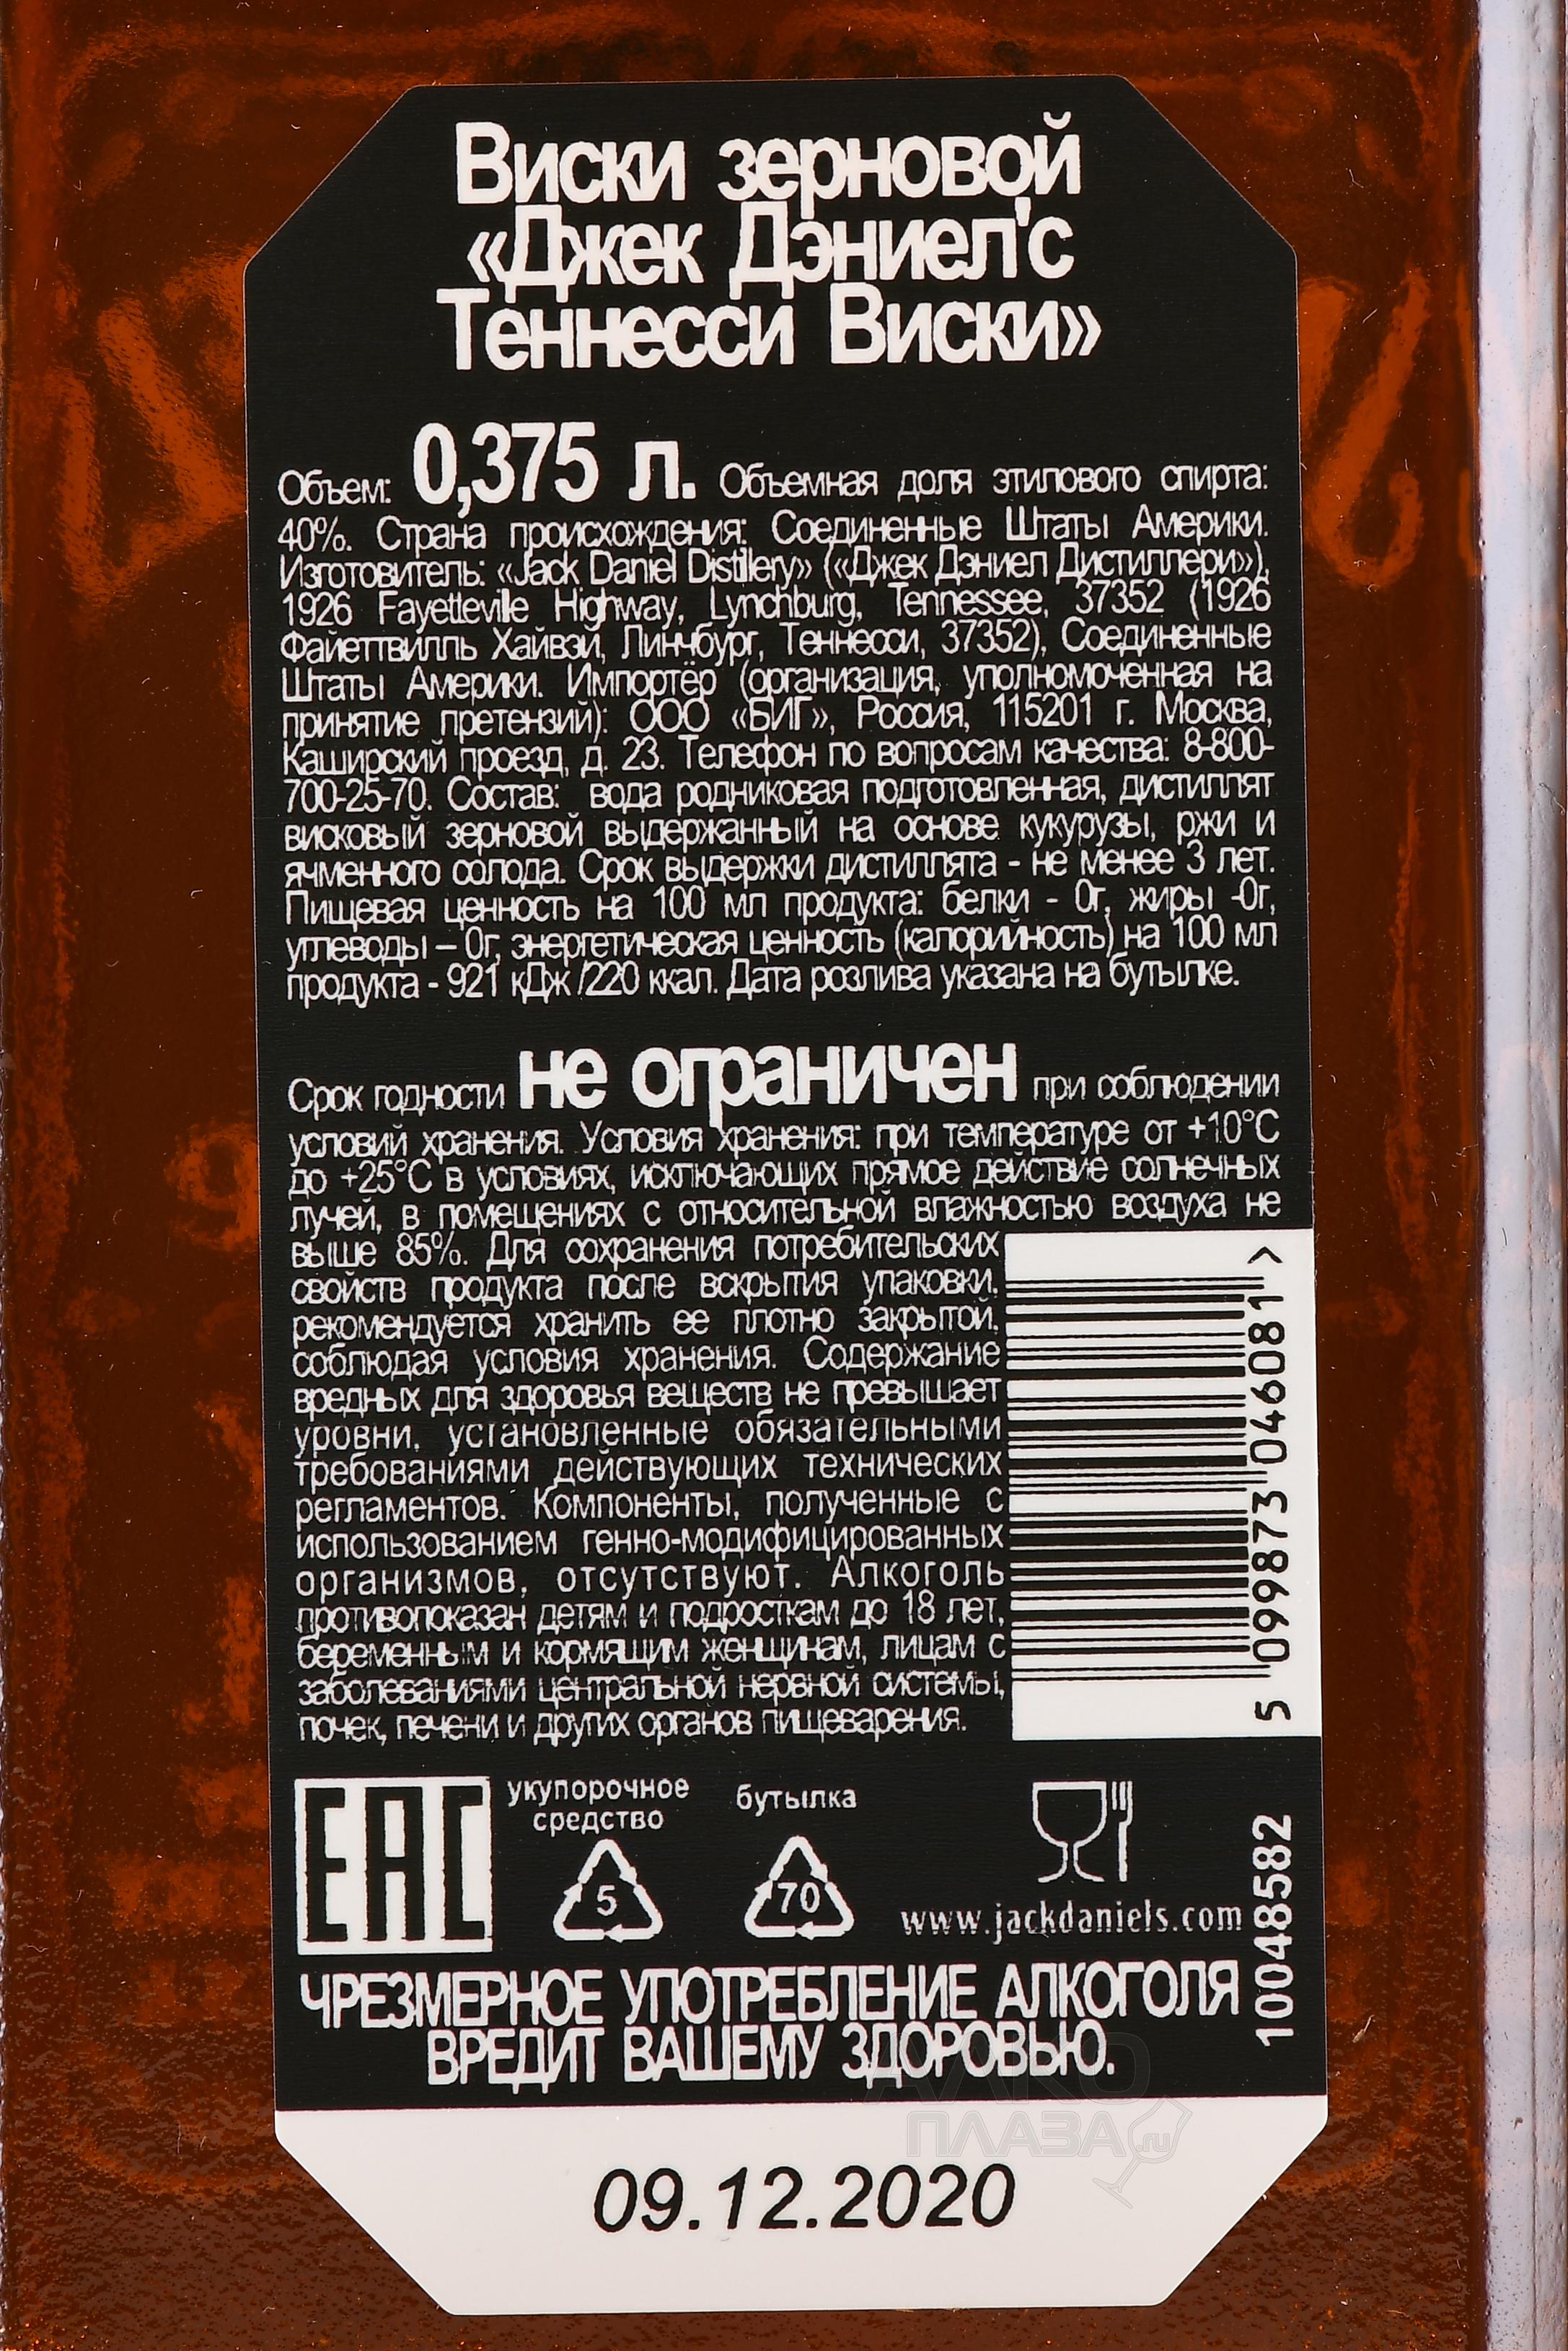 Виски зерновой
«Джек Дэниел'с
Теннесси Виски»
Объем: 0,375 л. Объемная доля этилового спирта:
40%. Страна происхождения: Соединенные Штаты Америки.
Изготовитель: «Jack Daniel Distillery» («Джек Дэниел Дистиллери»),
1926 Fayetteville Highway, Lynchburg, Tennessee, 37352 (1926
Файеттвилль Хайвэй, Линчбург, Теннесси, 37352), Соединенные
Штаты Америки. Импортёр (организация, уполномоченная на
принятие претензий): ООО «БИГ», Россия, 115201 г. Москва,
Каширский проезд, д. 23. Телефон по вопросам качества: 8-800-
700-25-70. Состав: вода родниковая подготовленная, дистиллят
висковый зерновой выдержанный на основе кукурузы, ржи и
ячменного солода. Срок выдержки дистиллята - не менее 3 лет.
Пищевая ценность на 100 мл продукта: белки - 0г, жиры -0г,
углеводы – 0г, энергетическая ценность (калорийность) на 100 мл
продукта - 921 кДж /220 ккал. Дата розлива указана на бутылке.
Срок годности не ограничен при соблюдении
условий хранения. Условия хранения: при температуре от +10°С
до +25°С в условиях, исключающих прямое действие солнечных
лучей, в помещениях с относительной влажностью воздуха не
выше 85%. Для сохранения потребительских
свойств продукта после вскрытия упаковки,
рекомендуется хранить ее плотно закрытой,
соблюдая условия хранения. Содержание
вредных для здоровья веществ не превышает
уровни, установленные обязательными
требованиями действующих технических
регламентов. Компоненты, полученные с
использованием генно-модифицированных
организмов, отсутствуют. Алкоголь
противопоказан детям и подросткам до 18 лет,
беременным и кормящим женщинам, лицам с
заболеваниями центральной нервной системы,
почек, печени и других органов пищеварения.
5 099873 046081 >
EAC
укупорочное
средство
5
бутылка
70
www.jackdaniels.com
10048582
ЧРЕЗМЕРНОЕ УПОТРЕБЛЕНИЕ АЛКОГОЛЯ
ВРЕДИТ ВАШЕМУ ЗДОРОВЬЮ.
АЛКО
ПЛАЗА.ru
09.12.2020